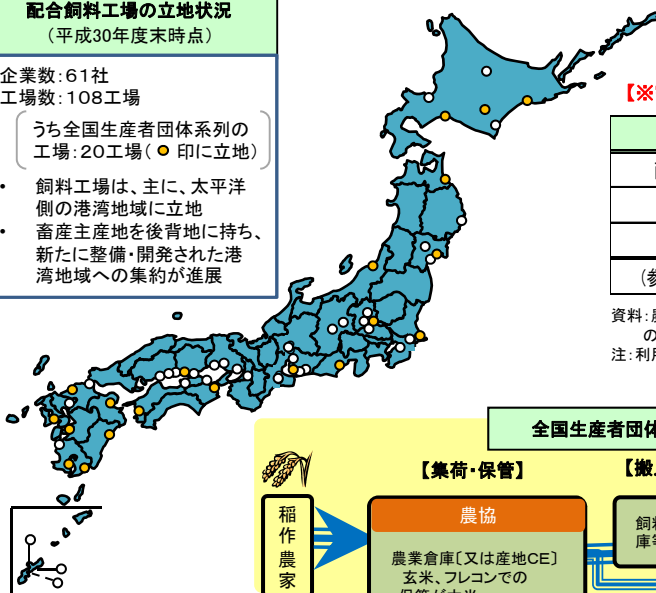 配合飼料工場の立地状況
(平成30年度末時点)
企業数:61社
工場数:108工場
うち全国生産者団体系列の
工場:20工場( 印に立地)
・ 飼料工場は、主に、太平洋
側の港湾地域に立地
・ 畜産主産地を後背地に持ち、
新たに整備・開発された港
湾地域への集約が進展
【※
(参
資料:
の
注:利
全国生産者団体
【集荷・保管】
【搬
稲作農家
農協
農業倉庫〔又は産地CE〕
玄米、フレコンでの
飼料
庫等